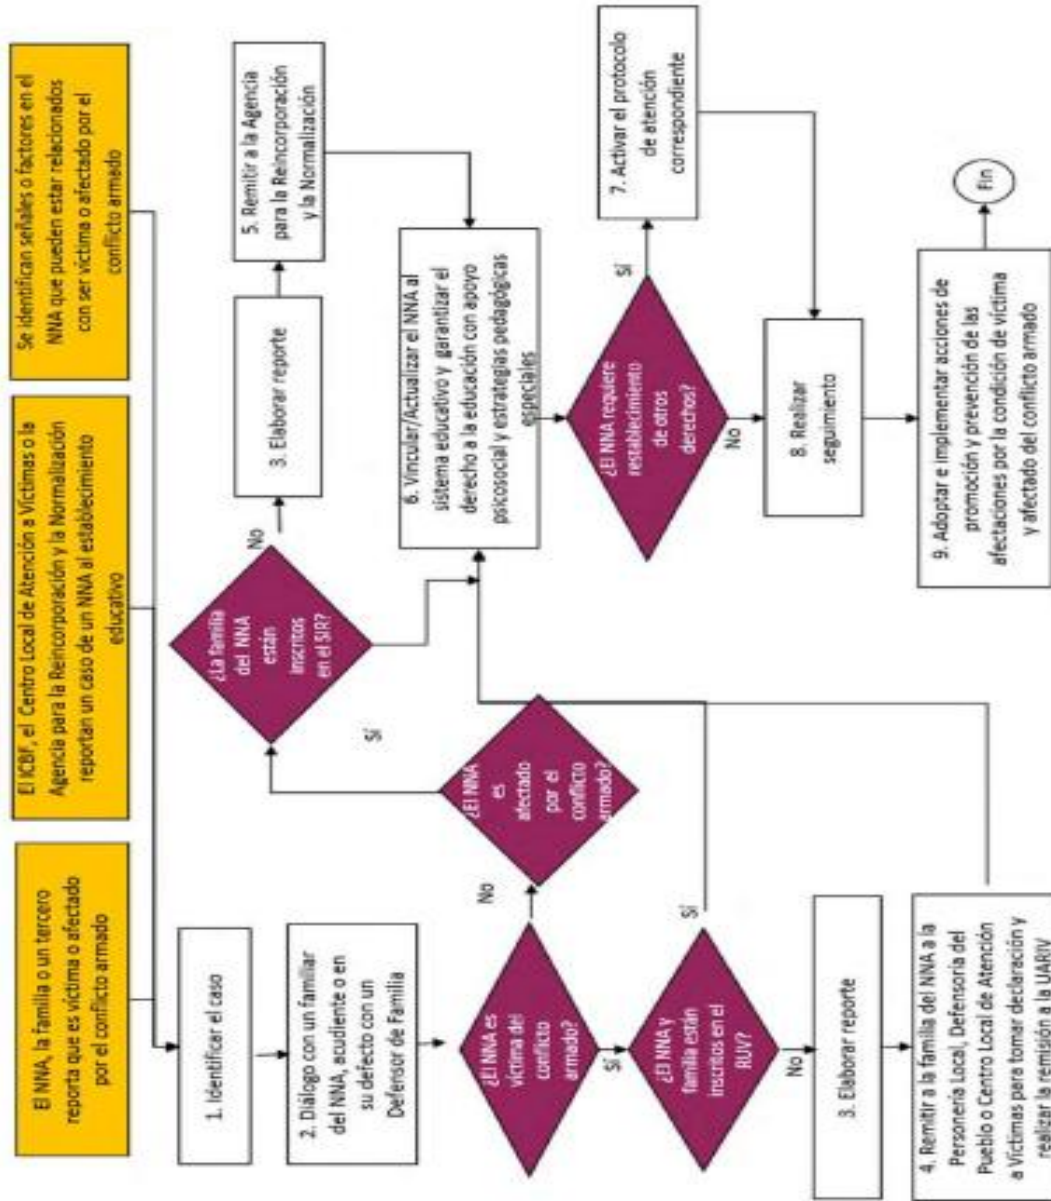 El NNA, la familia o un tercero
reporta que es víctima o afectado
por el conflicto armado
El ICBF, el Centro Local de Atención a Víctimas o la
Agencia para la Reincorporación y la Normalización
reportan un caso de un NNA al establecimiento
educativo
Se identifican señales o factores en el
NNA que pueden estar relacionados
con ser víctima o afectado por el
conflicto armado
1. Identificar el caso
2. Diálogo con un familiar
del NNA, acudiente o en
su defecto con un
Defensor de Familia
¿El NNA es
víctima del
conflicto
armado?
No
Sí
¿El NNA y
familia están
inscritos en el
RUV?
Sí
No
3. Elaborar reporte
4. Remitir a la familia del NNA a la
Personería Local, Defensoría del
Pueblo o Centro Local de Atención
a Víctimas para tomar declaración y
realizar la remisión a la UARIV
¿El NNA
es
afectado
por el
conflicto
armado?
Sí
¿La familia
del NNA
están
inscritos
en el SIR?
No
3. Elaborar reporte
5. Remitir a la Agencia
para la Reincorporación
y la Normalización
6. Vincular/Actualizar el NNA al
sistema educativo y garantizar el
derecho a la educación con apoyo
psicosocial y estrategias pedagógicas
especiales
¿El NNA requiere
restablecimiento
de otros
derechos?
Sí
No
7. Activar el protocolo
de atención
correspondiente
8. Realizar
seguimiento
9. Adoptar e implementar acciones de
promoción y prevención de las
afectaciones por la condición de víctima
y afectado del conflicto armado
Fin